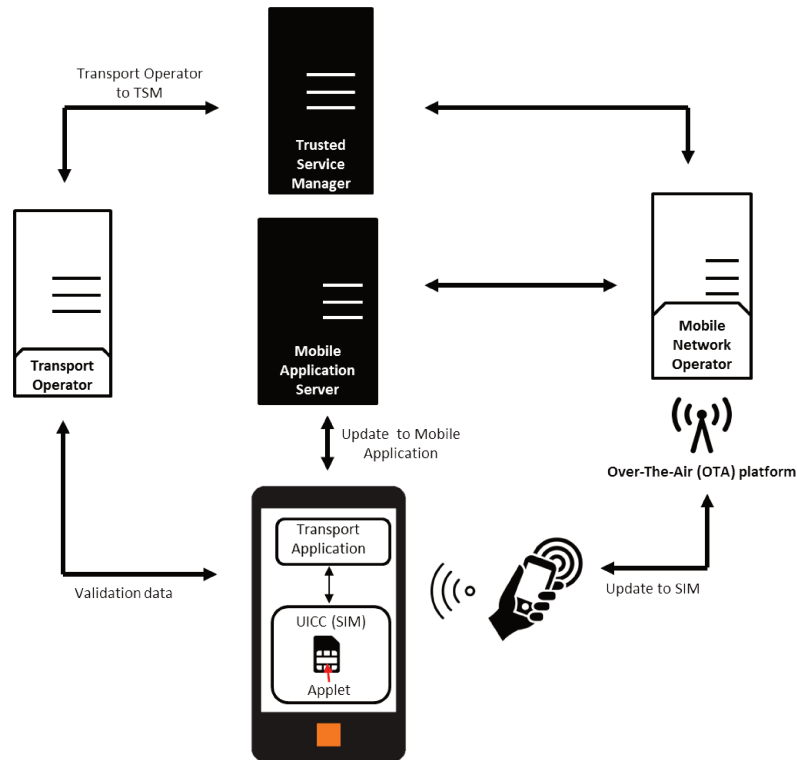 Transport Operator
to TSM
Trusted
Service
Manager
Transport
Operator
Mobile
Application
Server
Mobile
Network
Operator
Update to Mobile
Application
Over-The-Air (OTA) platform
Transport
Application
UICC (SIM)
Applet
Validation data
Update to SIM